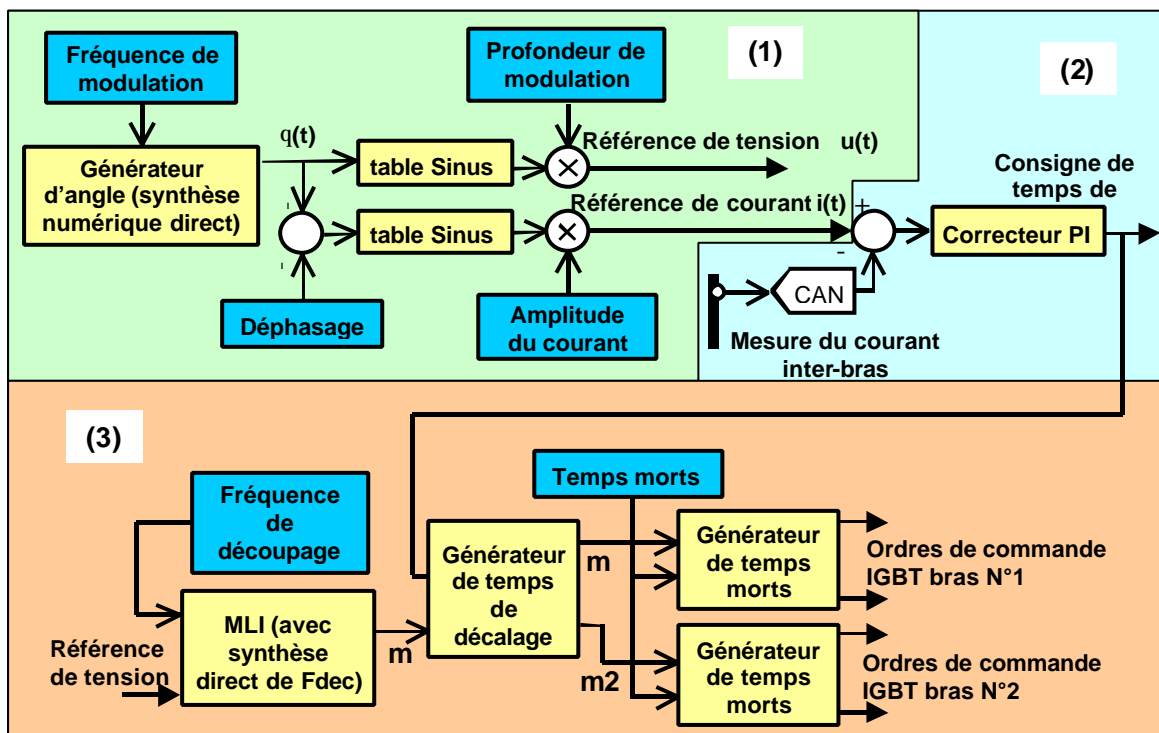 Fréquence de
modulation
Profondeur de
modulation
(1)
(2)
q(t)
Générateur
d'angle (synthèse
numérique direct)
table Sinus
Référence de tension u(t)
-
-
table Sinus
Référence de courant i(t)
+
-
Consigne de
temps de
Correcteur PI
CAN
Déphasage
Amplitude
du courant
Mesure du courant
inter-bras
(3)
Fréquence
de
découpage
Temps morts
Générateur
de temps
de
décalage
m
Générateur
de temps
morts
Ordres de commande
IGBT bras N°1
Référence
de tension
MLI (avec
synthèse
direct de Fdec)
m
m2
Générateur
de temps
morts
Ordres de commande
IGBT bras N°2